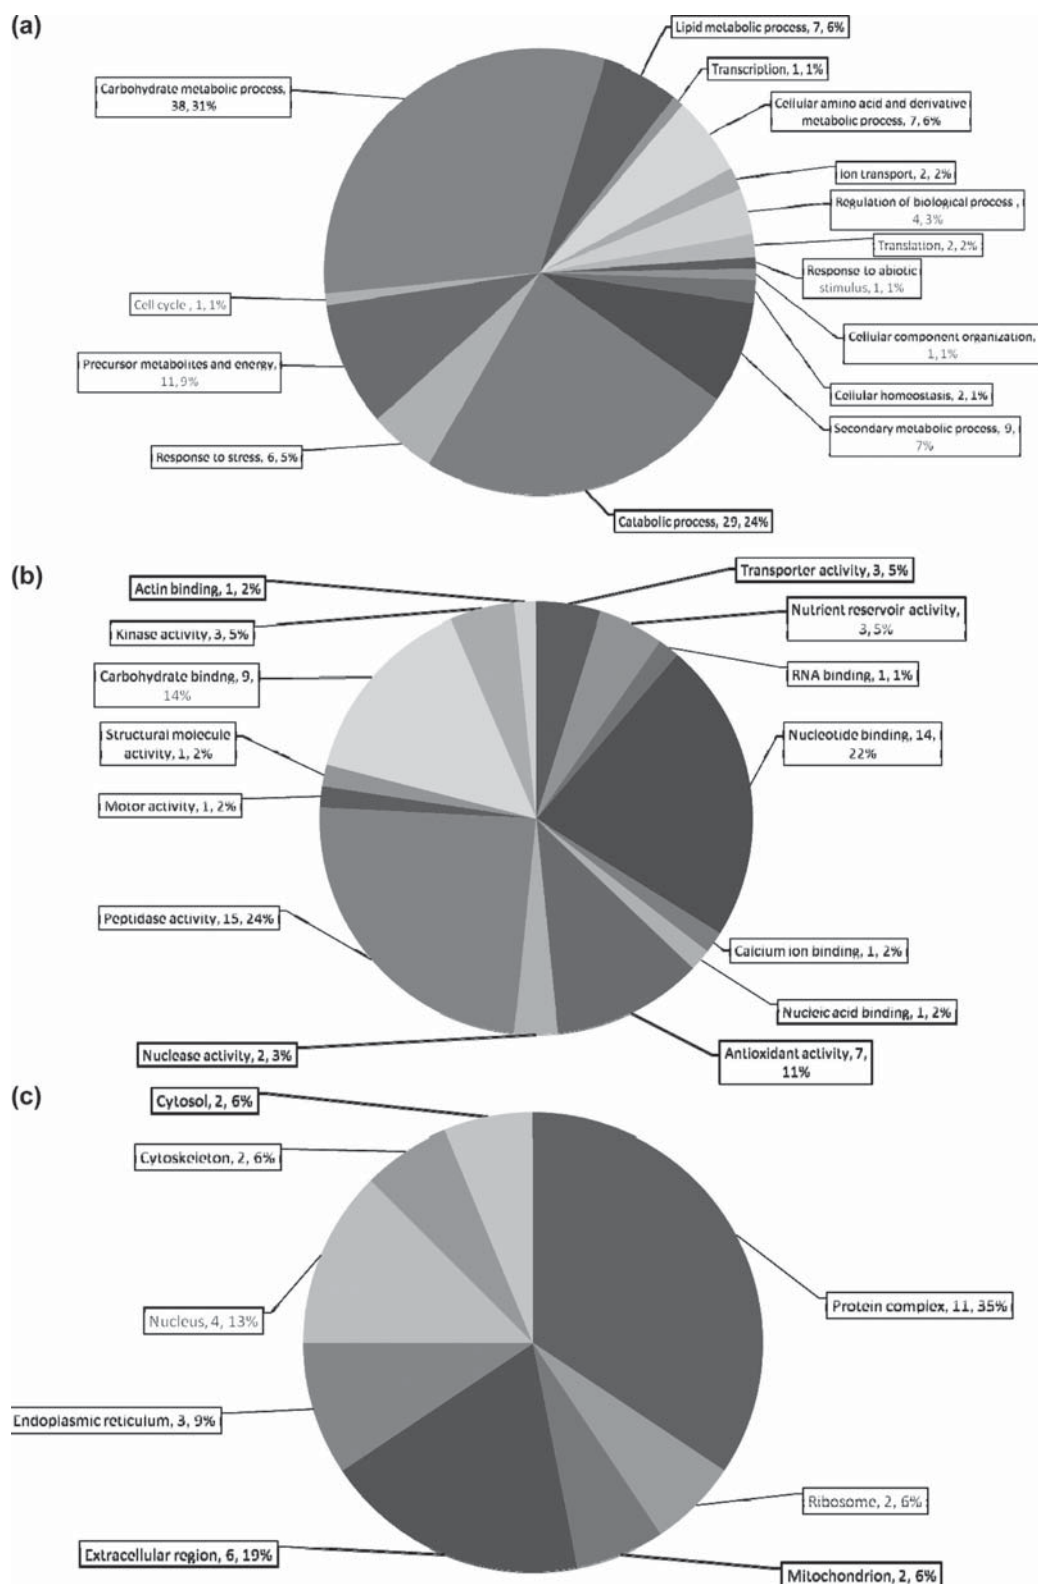 (a)
Lipid metabolic process, 7, 6%
Transcription, 1, 1%
Carbohydrate metabolic process,
38, 31%
Cellular amino acid and derivative
metabolic process, 7, 6%
Ion transport, 2, 2%
Regulation of biological process ,
4, 3%
Translation, 2, 2%
Response to abiotic
stimulus, 1, 1%
Cell cycle , 1, 1%
Cellular component organization,
1, 1%
Precursor metabolites and energy,
11, 9%
Cellular homeostasis, 2, 1%
Secondary metabolic process, 9,
7%
Response to stress, 6, 5%
Catabolic process, 29, 24%
(b)
Transporter activity, 3, 5%
Actin binding, 1, 2%
Nutrient reservoir activity,
3, 5%
Kinase activity, 3, 5%
RNA binding, 1, 1%
Carbohydrate bindng, 9,
14%
Nucleotide binding, 14,
22%
Structural molecule
activity, 1, 2%
Motor activity, 1, 2%
Peptidase activity, 15, 24%
Calcium ion binding, 1, 2%
Nucleic acid binding, 1, 2%
Nuclease activity, 2, 3%
Antioxidant activity, 7,
11%
(c)
Cytosol, 2, 6%
Cytoskeleton, 2, 6%
Protein complex, 11, 35%
Nucleus, 4, 13%
Endoplasmic reticulum, 3, 9%
Ribosome, 2, 6%
Extracellular region, 6, 19%
Mitochondrion, 2, 6%